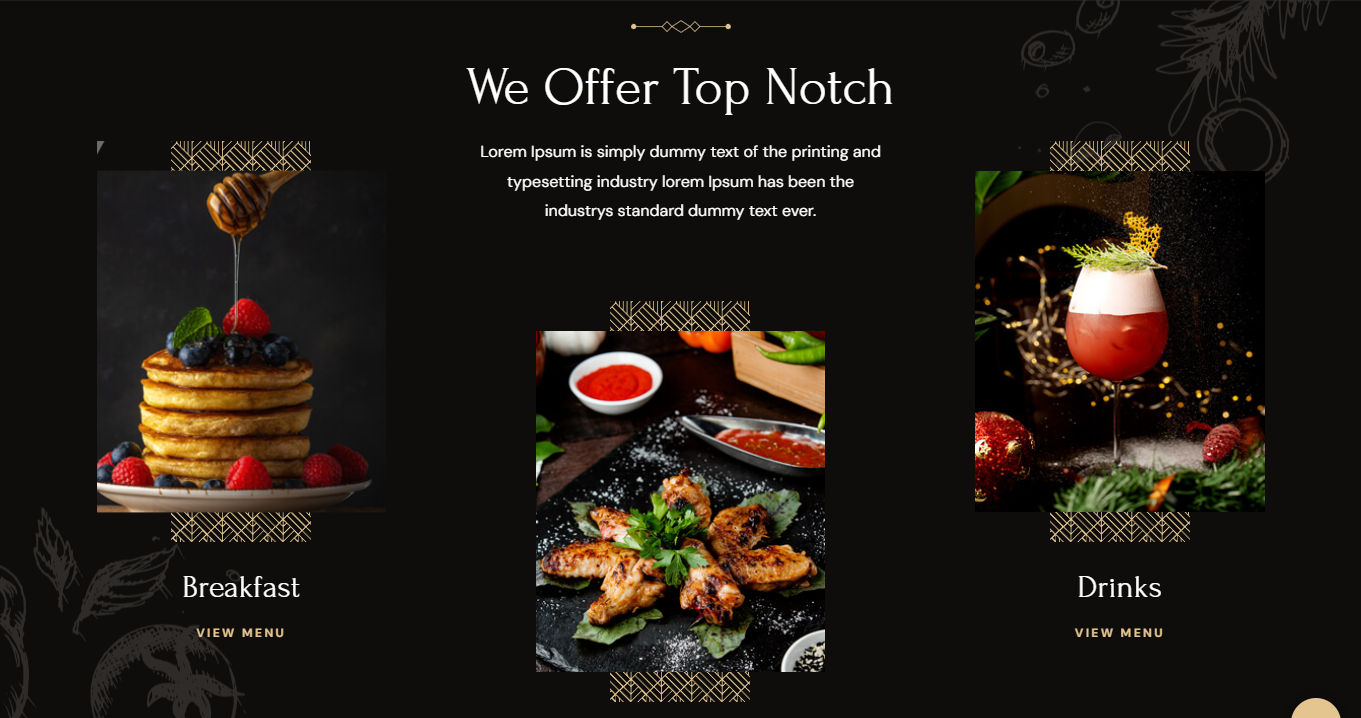 We Offer Top Notch
Lorem Ipsum is simply dummy text of the printing and
typesetting industry lorem Ipsum has been the
industrys standard dummy text ever.
Breakfast
VIEW MENU
Drinks
VIEW MENU